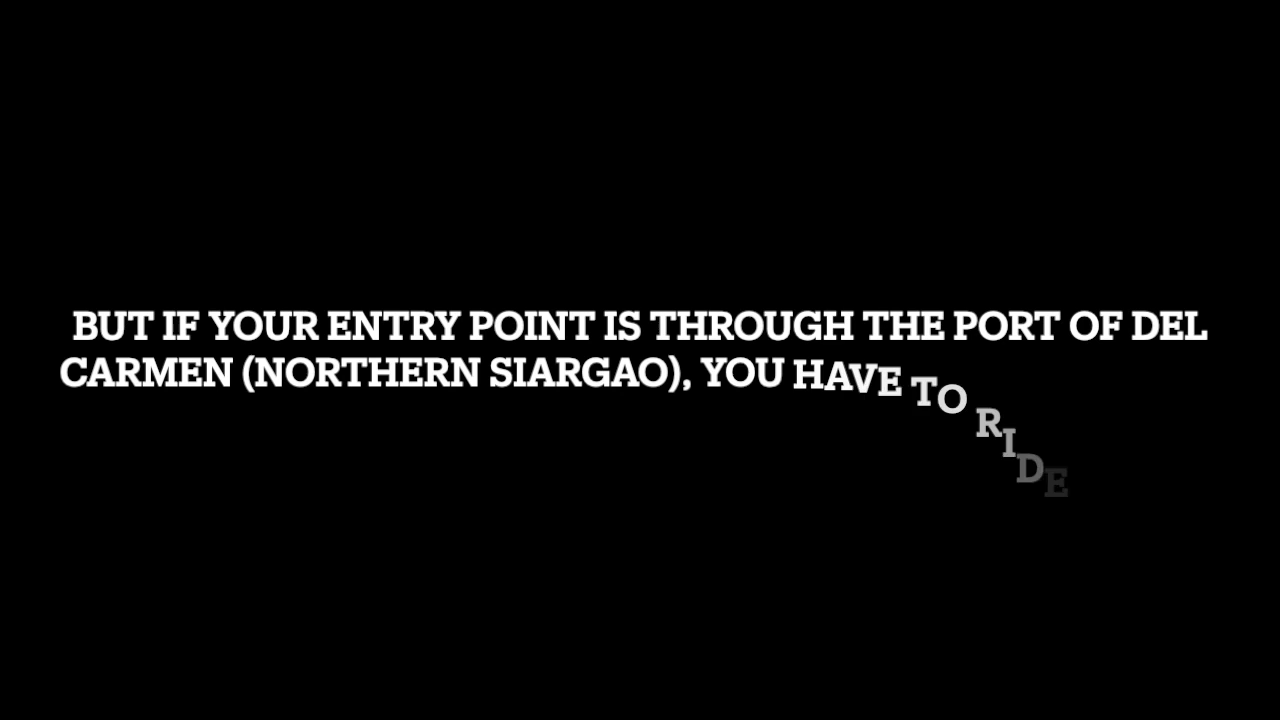 BUT IF YOUR ENTRY POINT IS THROUGH THE PORT OF DEL
CARMEN (NORTHERN SIARGAO), YOU HAVE TO RIDE